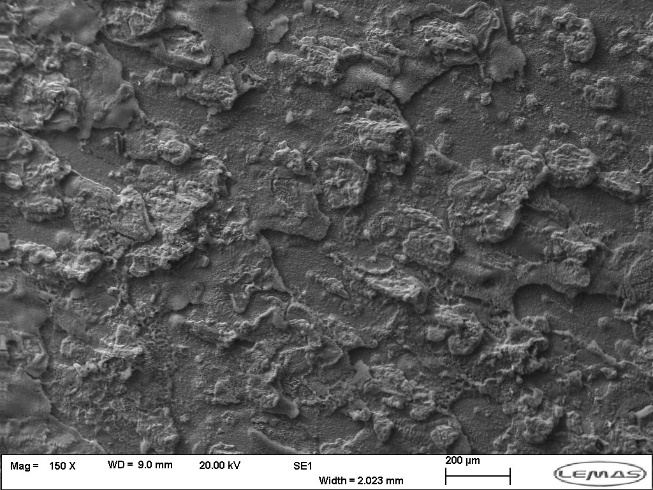 Mag = 150 X WD = 9.0 mm 20.00 kV SE1 200 µm
Width = 2.023 mm
LEMAS